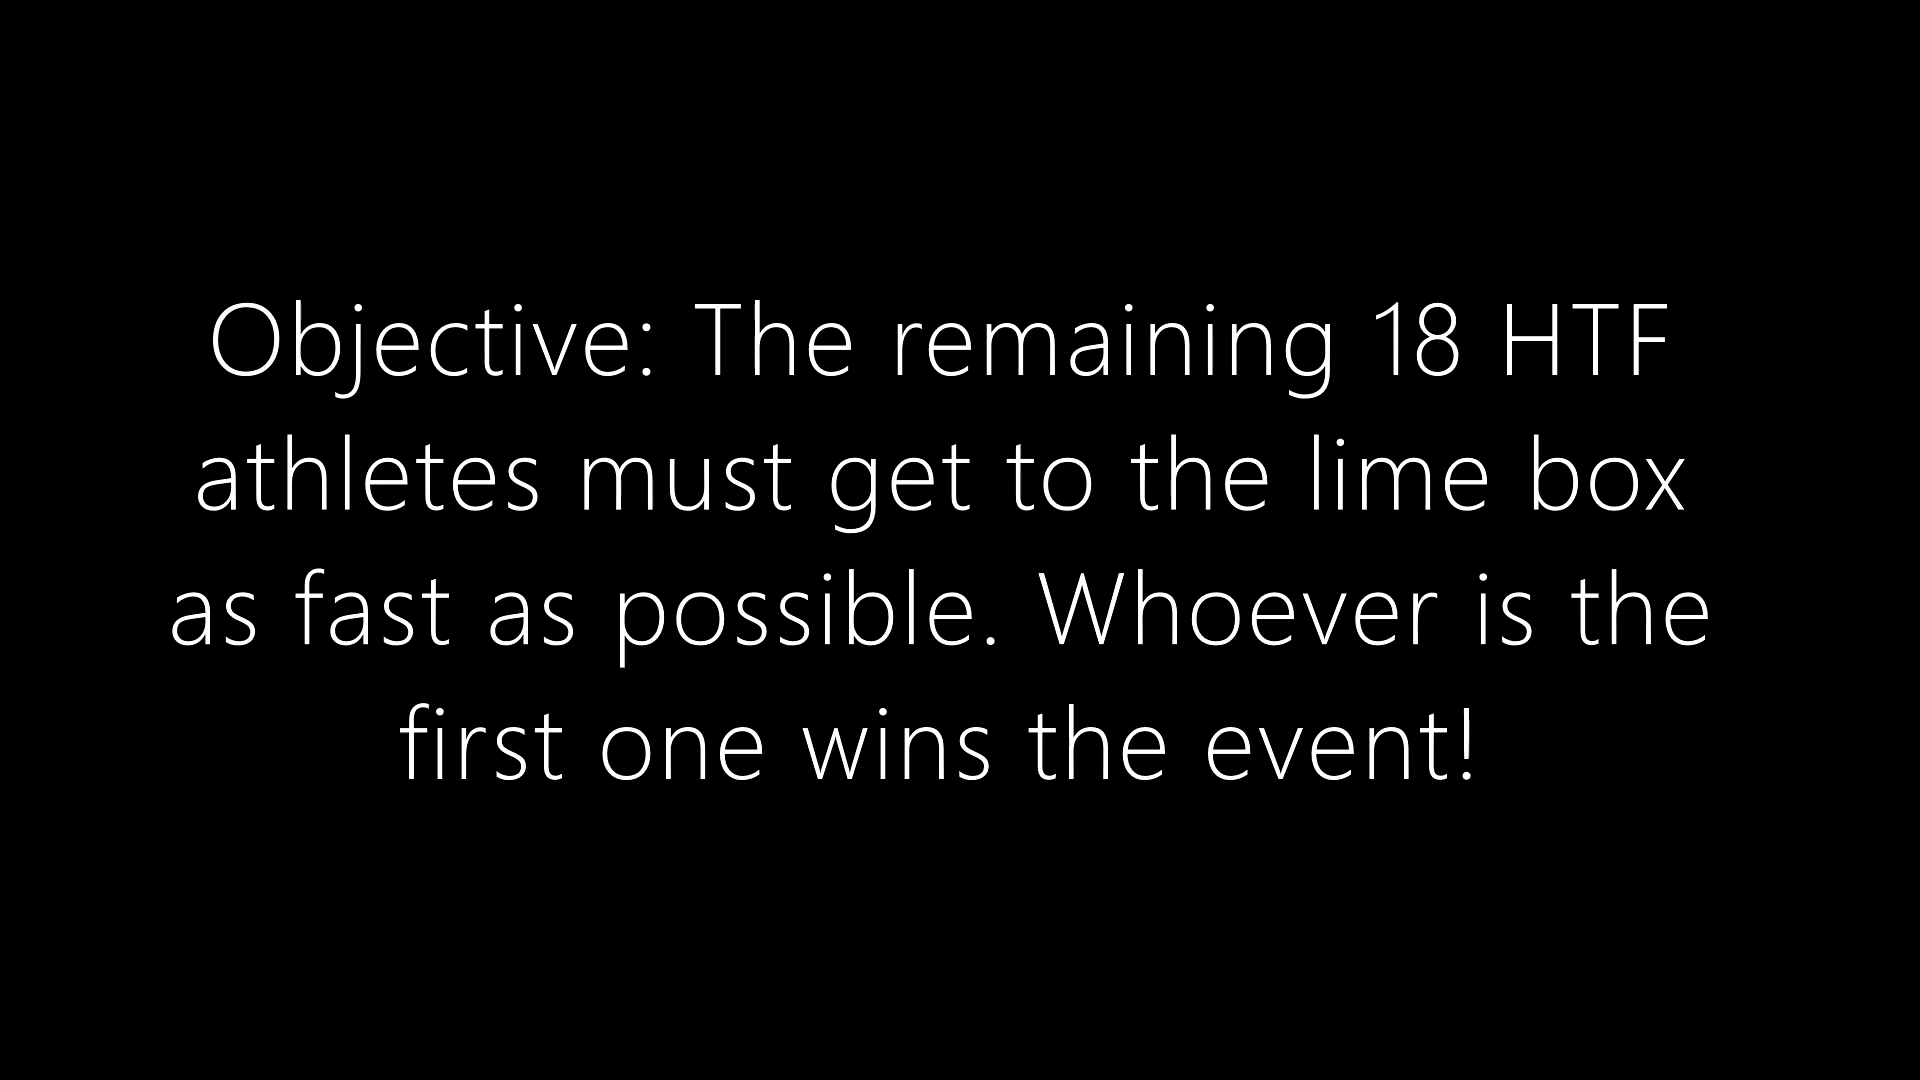 Objective: The remaining 18 HTF
athletes must get to the lime box
as fast as possible. Whoever is the
first one wins the event!